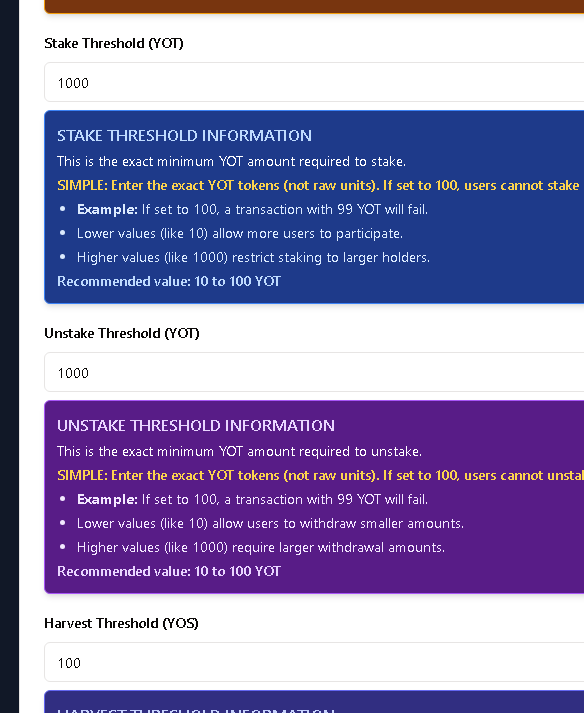 Stake Threshold (YOT)
1000
STAKE THRESHOLD INFORMATION
This is the exact minimum YOT amount required to stake.
SIMPLE: Enter the exact YOT tokens (not raw units). If set to 100, users cannot stake
• Example: If set to 100, a transaction with 99 YOT will fail.
• Lower values (like 10) allow more users to participate.
• Higher values (like 1000) restrict staking to larger holders.
Recommended value: 10 to 100 YOT
Unstake Threshold (YOT)
1000
UNSTAKE THRESHOLD INFORMATION
This is the exact minimum YOT amount required to unstake.
SIMPLE: Enter the exact YOT tokens (not raw units). If set to 100, users cannot unstak
• Example: If set to 100, a transaction with 99 YOT will fail.
• Lower values (like 10) allow users to withdraw smaller amounts.
• Higher values (like 1000) require larger withdrawal amounts.
Recommended value: 10 to 100 YOT
Harvest Threshold (YOS)
100
HARVEST THRESHOLD INFORMATION